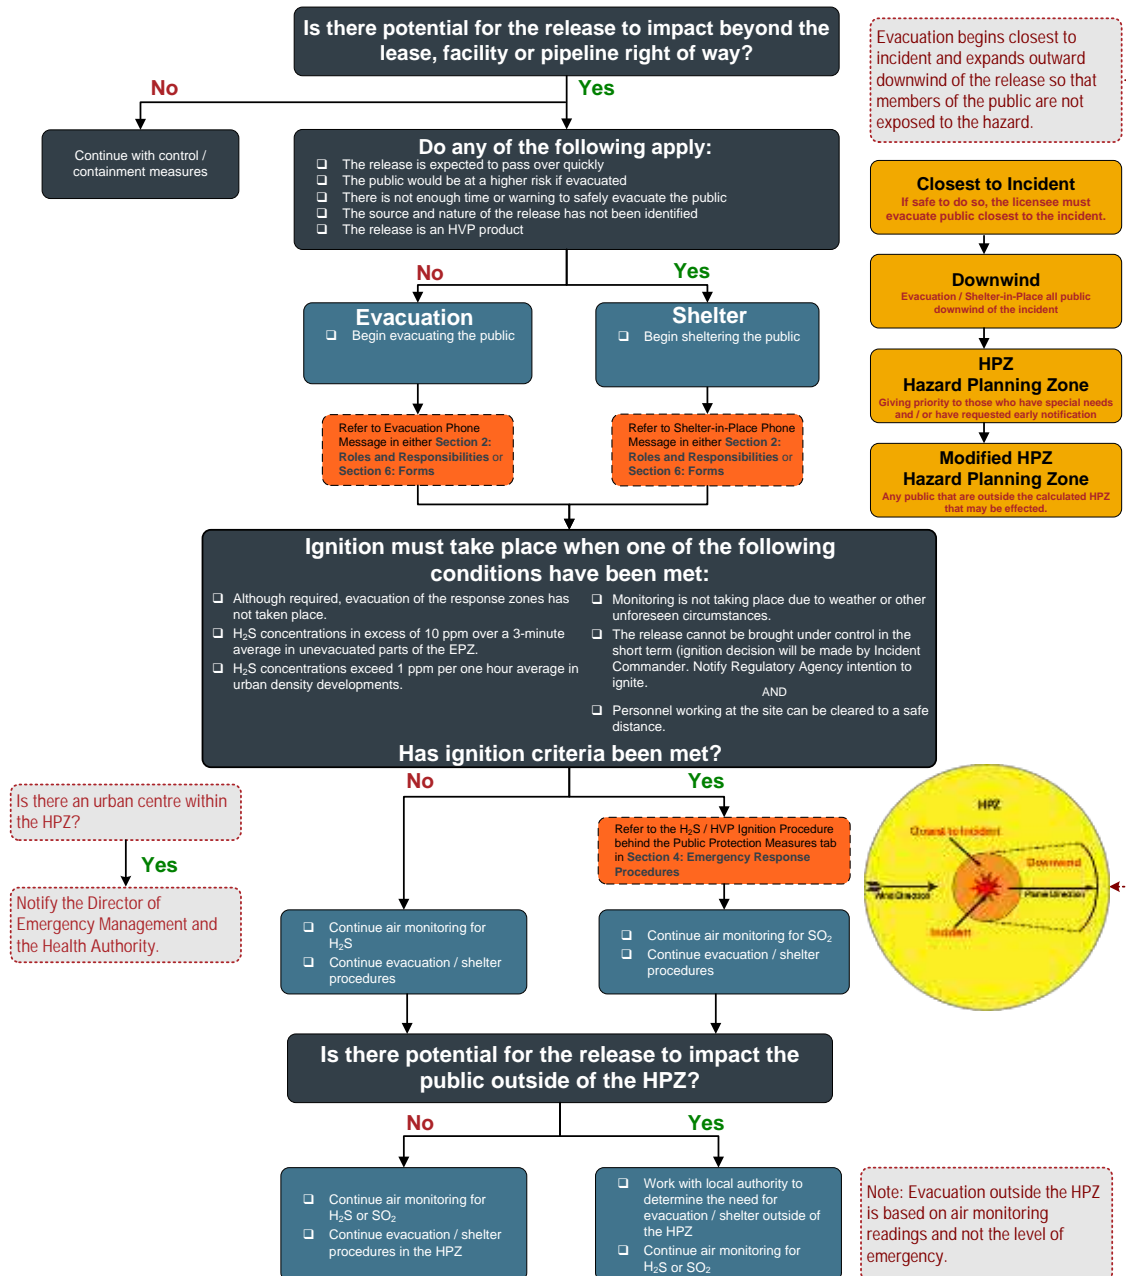 Is there potential for the release to impact beyond the
lease, facility or pipeline right of way?
No
Yes
Continue with control /
containment measures
Do any of the following apply:
❑ The release is expected to pass over quickly
❑ The public would be at a higher risk if evacuated
❑ There is not enough time or warning to safely evacuate the public
❑ The source and nature of the release has not been identified
❑ The release is an HVP product
No
Yes
Evacuation
❑ Begin evacuating the public
Shelter
❑ Begin sheltering the public
Refer to Evacuation Phone
Message in either Section 2:
Roles and Responsibilities or
Section 6: Forms
Refer to Shelter-in-Place Phone
Message in either Section 2:
Roles and Responsibilities or
Section 6: Forms
Evacuation begins closest to
incident and expands outward
downwind of the release so that
members of the public are not
exposed to the hazard.
Closest to Incident
If safe to do so, the licensee must
evacuate public closest to the incident.
Downwind
Evacuation / Shelter-in-Place all public
downwind of the incident
HPZ
Hazard Planning Zone
Giving priority to those who have special needs
and / or have requested early notification
Modified HPZ
Hazard Planning Zone
Any public that are outside the calculated HPZ
that may be effected.
Ignition must take place when one of the following
conditions have been met:
❑ Although required, evacuation of the response zones has
not taken place.
❑ H₂S concentrations in excess of 10 ppm over a 3-minute
average in unevacuated parts of the EPZ.
❑ H₂S concentrations exceed 1 ppm per one hour average in
urban density developments.
❑ Monitoring is not taking place due to weather or other
unforeseen circumstances.
❑ The release cannot be brought under control in the
short term (ignition decision will be made by Incident
Commander. Notify Regulatory Agency intention to
ignite.
AND
❑ Personnel working at the site can be cleared to a safe
distance.
Has ignition criteria been met?
No
Yes
Is there an urban centre within
the HPZ?
Yes
Notify the Director of
Emergency Management and
the Health Authority.
Refer to the H₂S / HVP Ignition Procedure
behind the Public Protection Measures tab
in Section 4: Emergency Response
Procedures
❑ Continue air monitoring for
H₂S
❑ Continue evacuation / shelter
procedures
❑ Continue air monitoring for SO₂
❑ Continue evacuation / shelter
procedures
HPZ
Closest to Incident
Downwind
Wind Direction
Plume Direction
Incident
Is there potential for the release to impact the
public outside of the HPZ?
No
Yes
❑ Continue air monitoring for
H₂S or SO₂
❑ Continue evacuation / shelter
procedures in the HPZ
❑ Work with local authority to
determine the need for
evacuation / shelter outside of
the HPZ
❑ Continue air monitoring for
H₂S or SO₂
Note: Evacuation outside the HPZ
is based on air monitoring
readings and not the level of
emergency.